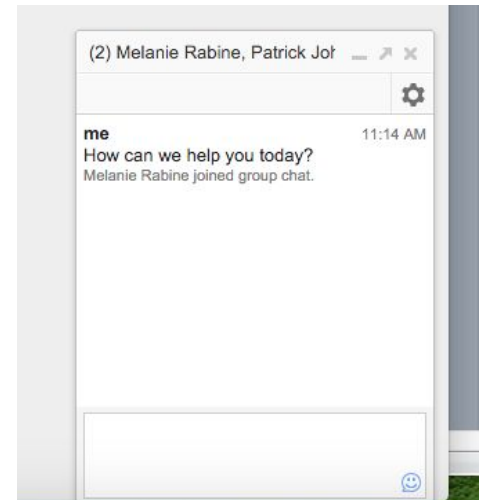 (2) Melanie Rabine, Patrick Joh
me 11:14 AM
How can we help you today?
Melanie Rabine joined group chat.